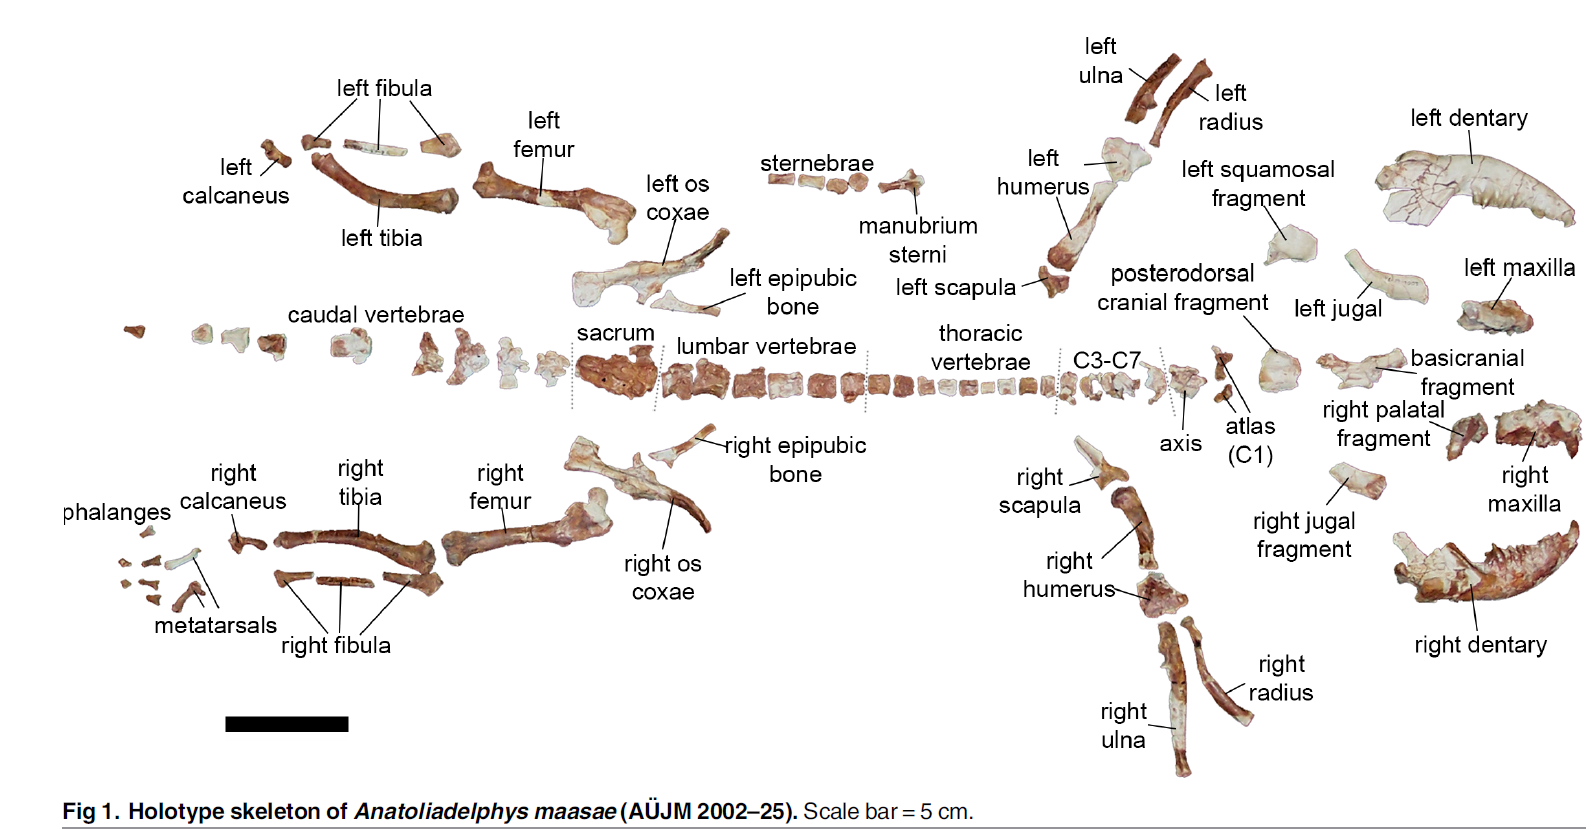 left
ulna
left fibula
left
radius
left dentary
left
femur
left
calcaneus
sternebrae
left
humerus
left squamosal
fragment
left os
coxae
left tibia
manubrium
sterni
left scapula
left epipubic
bone
posterodorsal
cranial fragment
left maxilla
left jugal
caudal vertebrae
sacrum
lumbar vertebrae
thoracic
vertebrae
C3-C7
basicranial
fragment
right palatal
fragment
axis
atlas
(C1)
right epipubic
bone
right
maxilla
right
calcaneus
right
tibia
right
femur
right
scapula
phalanges
right jugal
fragment
right os
coxae
right
humerus
metatarsals
right fibula
right dentary
right
radius
right
ulna
Fig 1. Holotype skeleton of Anatoliadelphys maasae (AÜJM 2002–25). Scale bar = 5 cm.